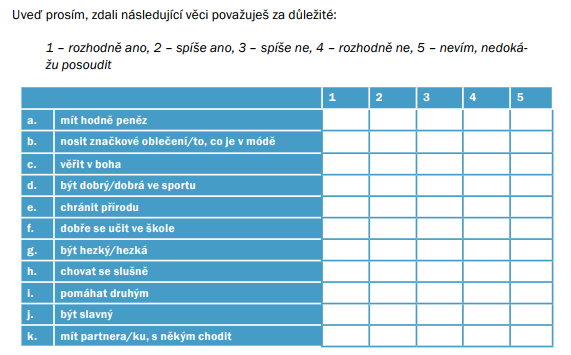 Uveď prosím, zdali následující věci považuješ za důležité:
1 – rozhodně ano, 2 – spíše ano, 3 – spíše ne, 4 – rozhodně ne, 5 – nevím, nedoká-
žu posoudit
1 2 3 4 5
a. mít hodně peněz
b. nosit značkové oblečení/to, co je v módě
c. věřit v boha
d. být dobrý/dobrá ve sportu
e. chránit přírodu
f. dobře se učit ve škole
g. být hezký/hezká
h. chovat se slušně
i. pomáhat druhým
j. být slavný
k. mít partnera/ku, s někým chodit